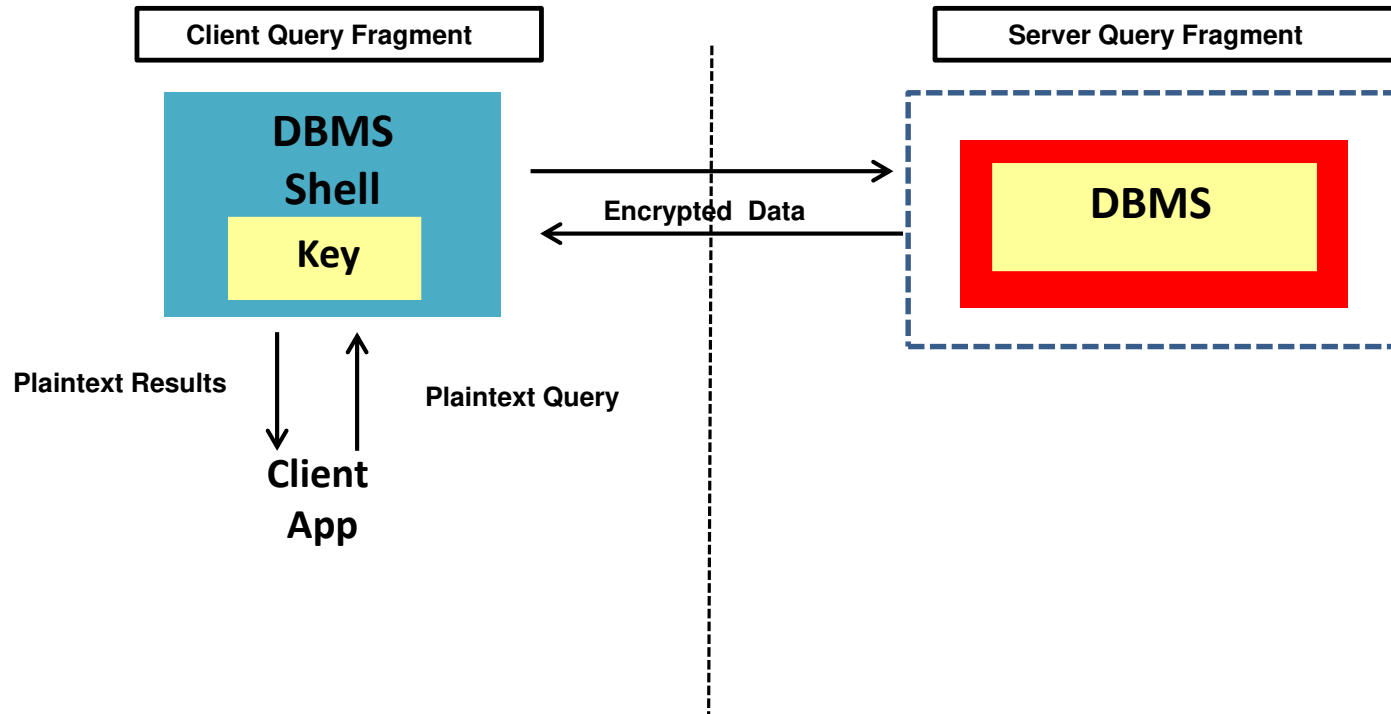 Client Query Fragment
Server Query Fragment
DBMS
Shell
Key
Encrypted Data
DBMS
Plaintext Results
Plaintext Query
Client
App